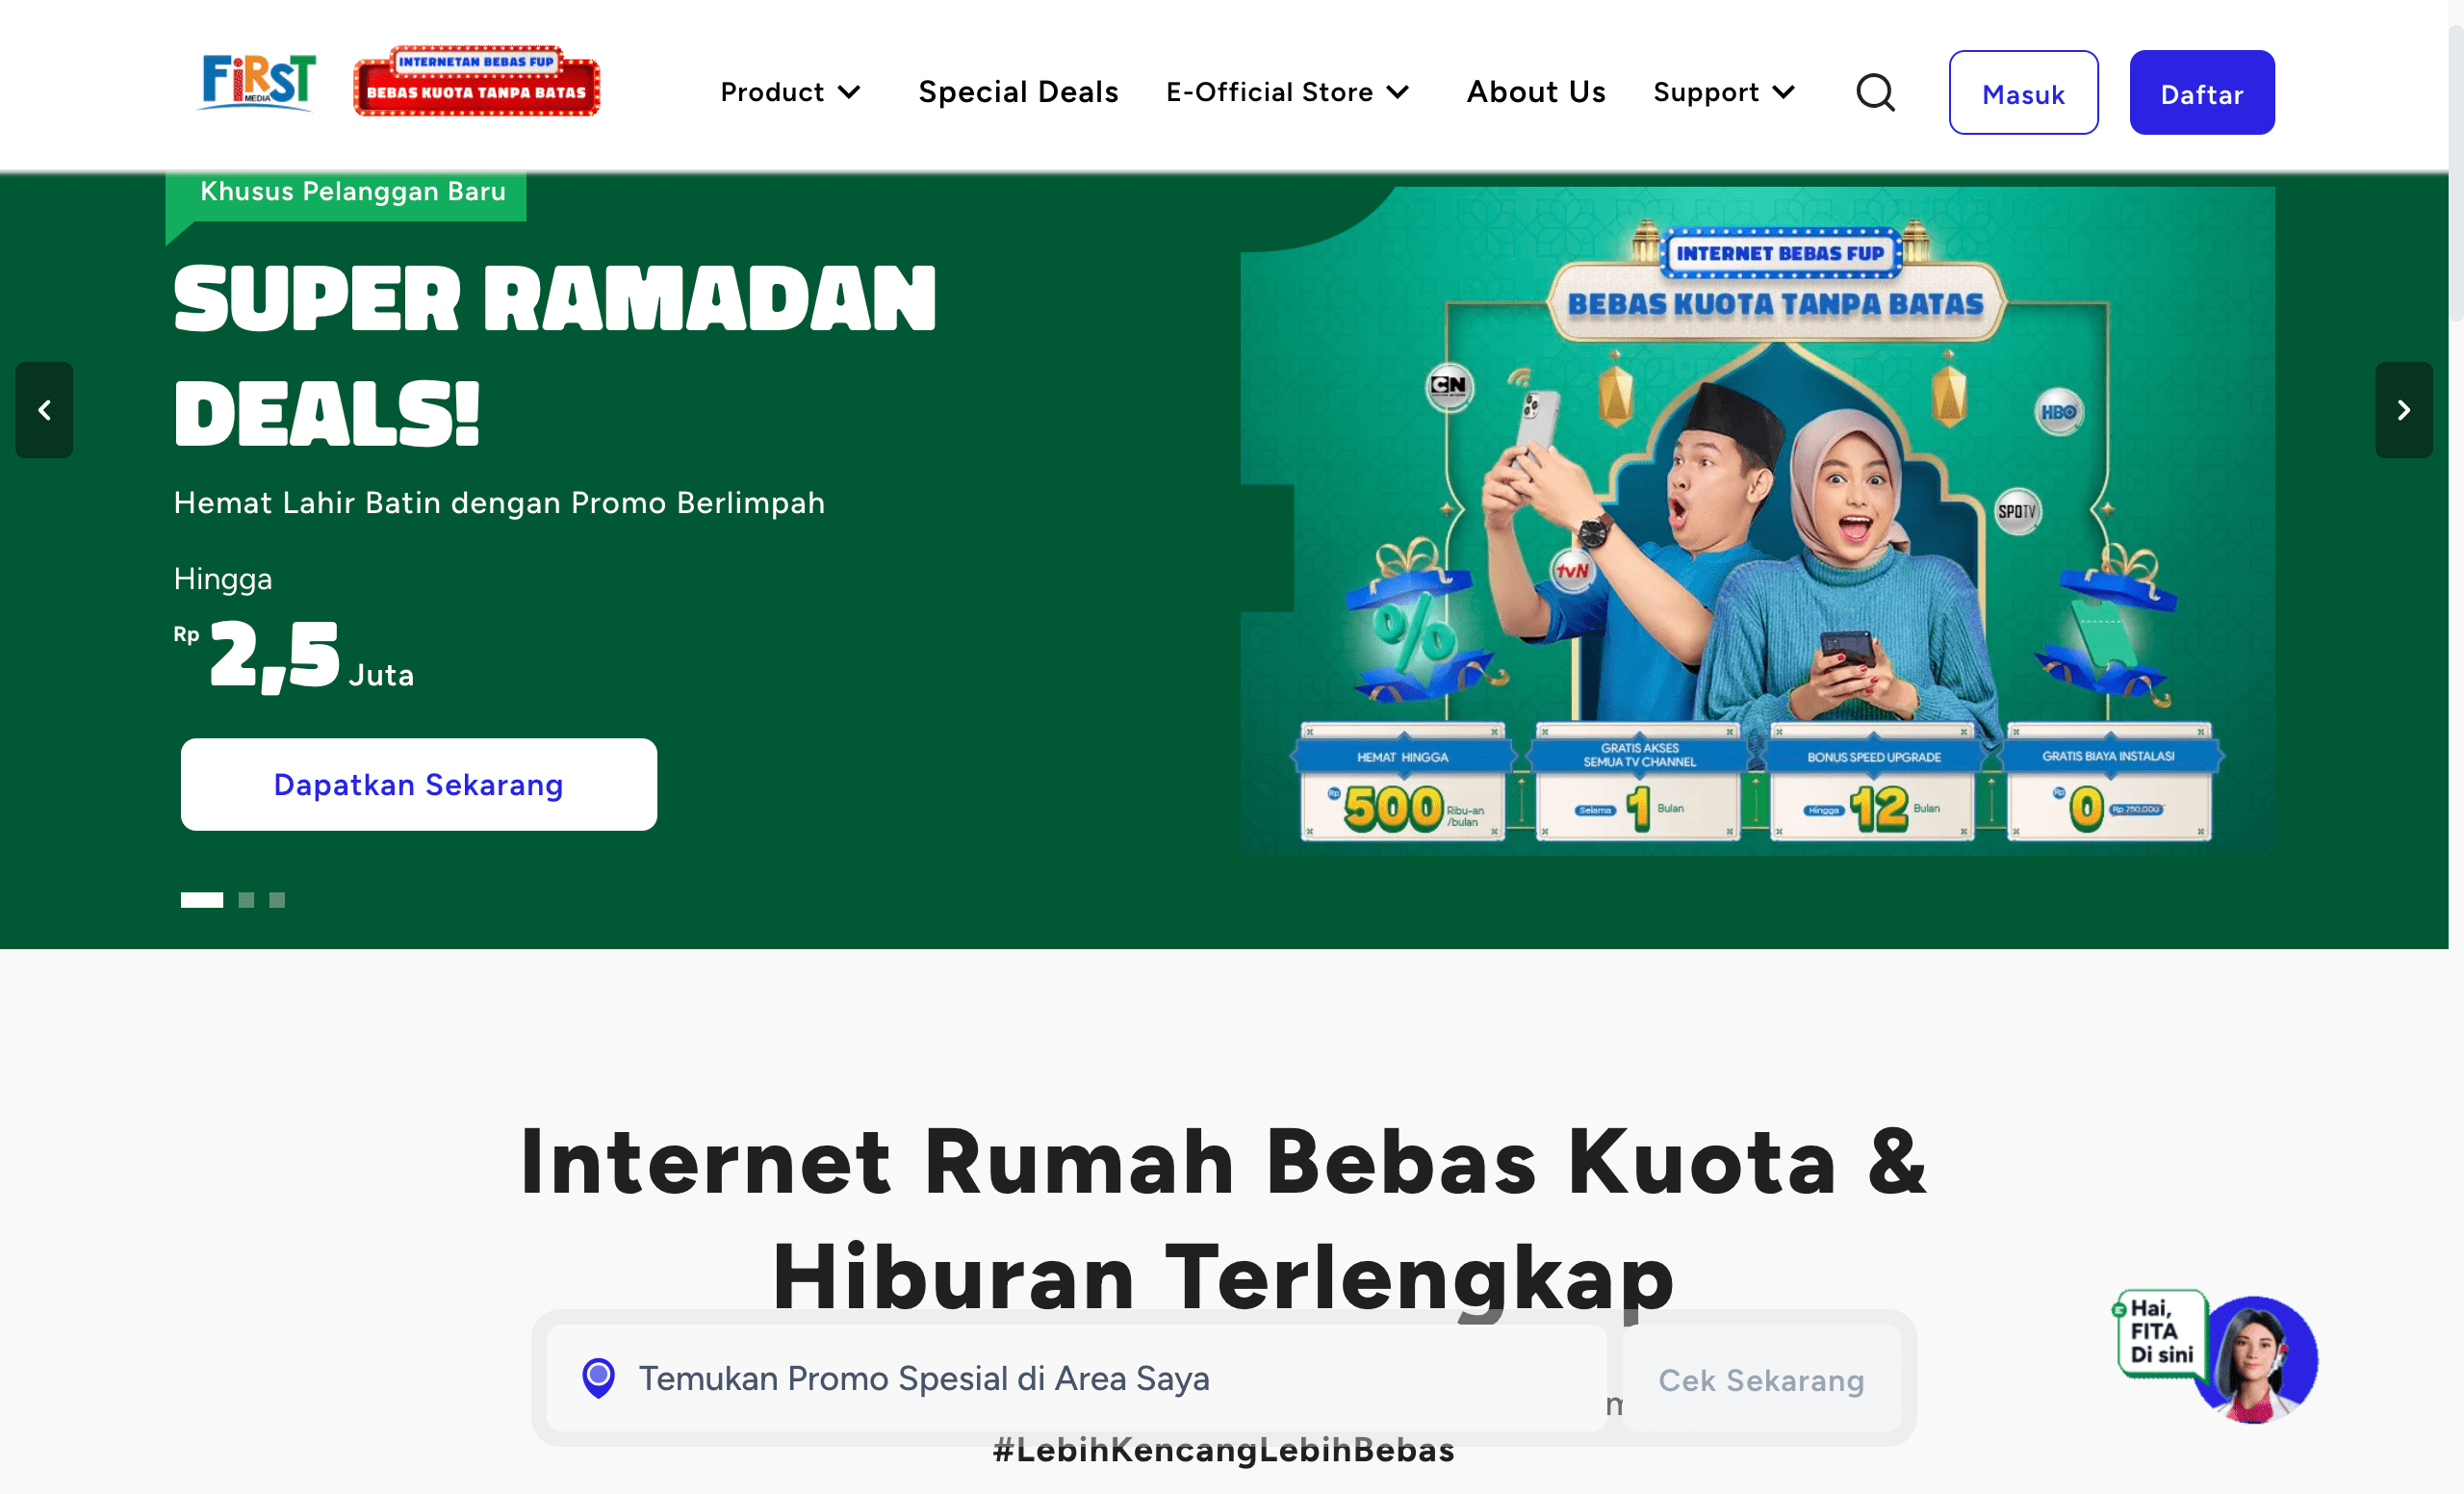 FiRST
MEDIA
INTERNETAN BEBAS FUP
BEBAS KUOTA TANPA BATAS
Product
Special Deals
E-Official Store
About Us
Support
Masuk
Daftar
Khusus Pelanggan Baru
SUPER RAMADAN
DEALS!
Hemat Lahir Batin dengan Promo Berlimpah
Hingga
Rp 2,5 Juta
Dapatkan Sekarang
INTERNET BEBAS FUP
BEBAS KUOTA TANPA BATAS
CN
HBO
SPOTV
tvN
%
HEMAT HINGGA
Rp 500 Ribu-an /bulan
GRATIS AKSES
SEMUA TV CHANNEL
Selama 1 Bulan
BONUS SPEED UPGRADE
Hingga 12 Bulan
GRATIS BIAYA INSTALASI
Rp 0 Rp 750.000
Internet Rumah Bebas Kuota &
Hiburan Terlengkap
Temukan Promo Spesial di Area Saya
Cek Sekarang
#LebihKencangLebihBebas
Hai,
FITA
Di sini